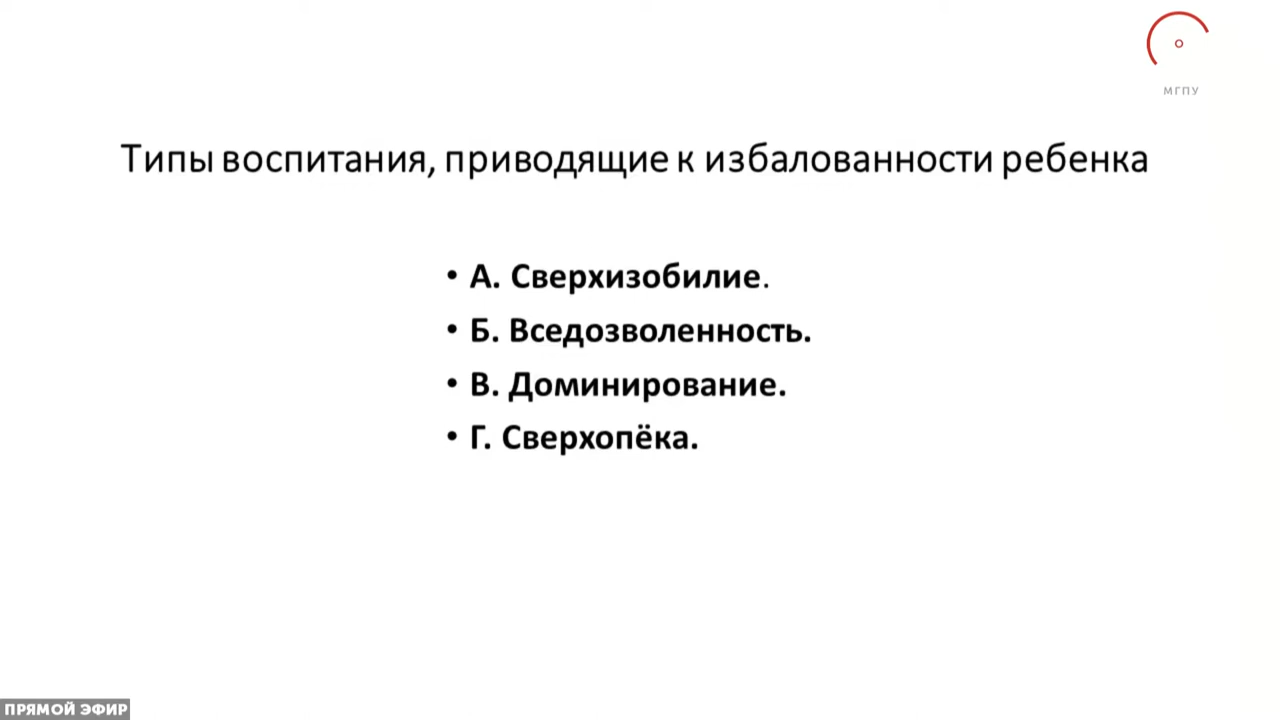 МГПУ
Типы воспитания, приводящие к избалованности ребенка
• А. Сверхизобилие.
• Б. Вседозволенность.
• В. Доминирование.
• Г. Сверхопёка.
ПРЯМОЙ ЭФИР